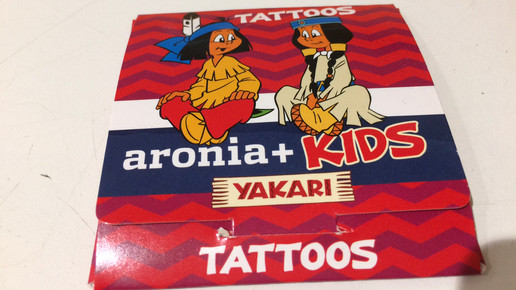 TATTOOS
aronia+ KIDS
YAKARI
TATTOOS